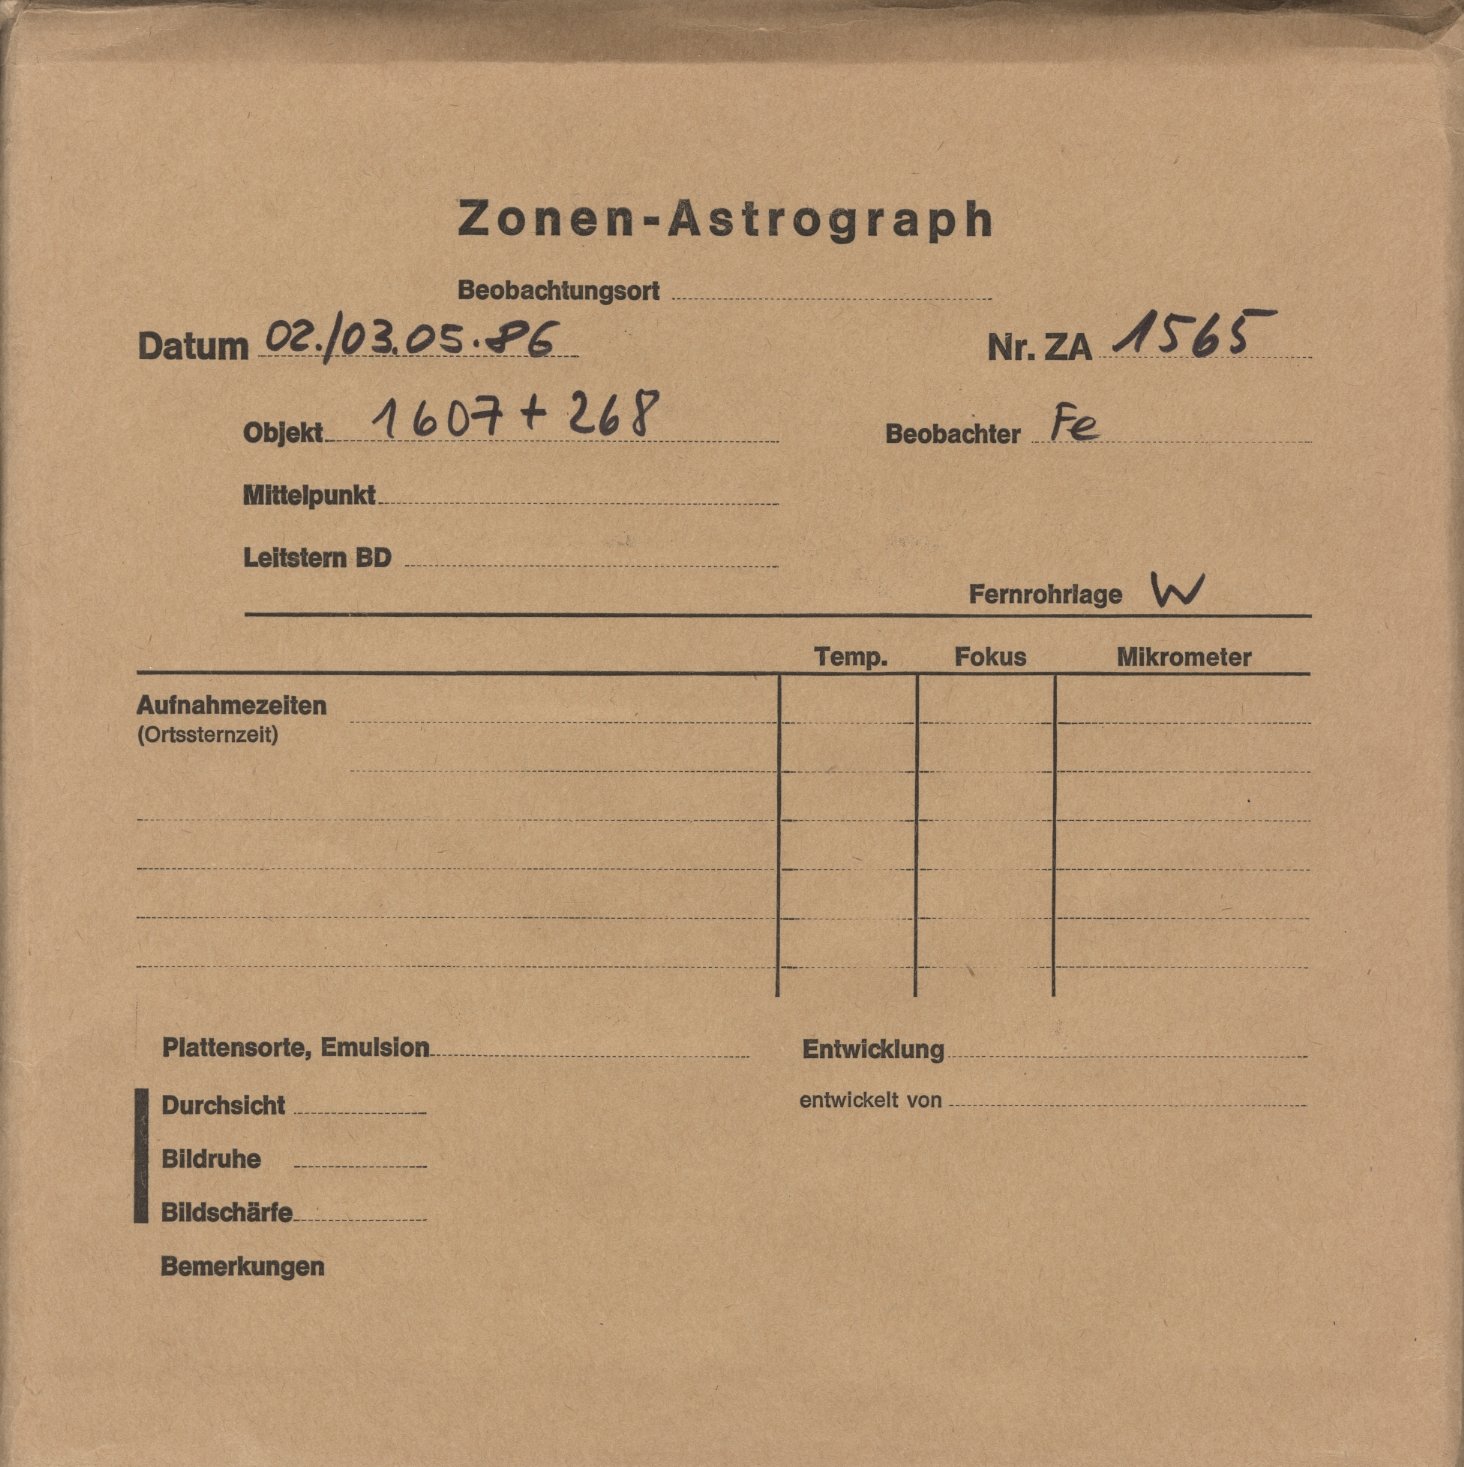 Zonen-Astrograph
Beobachtungsort
Datum 02./03.05.86 Nr. ZA 1565
Objekt 1607+268 Beobachter Fe
Mittelpunkt
Leitstern BD
Fernrohrlage W
Temp. Fokus Mikrometer
Aufnahmezeiten
(Ortssternzeit)
Plattensorte, Emulsion Entwicklung
Durchsicht entwickelt von
Bildruhe
Bildschärfe
Bemerkungen